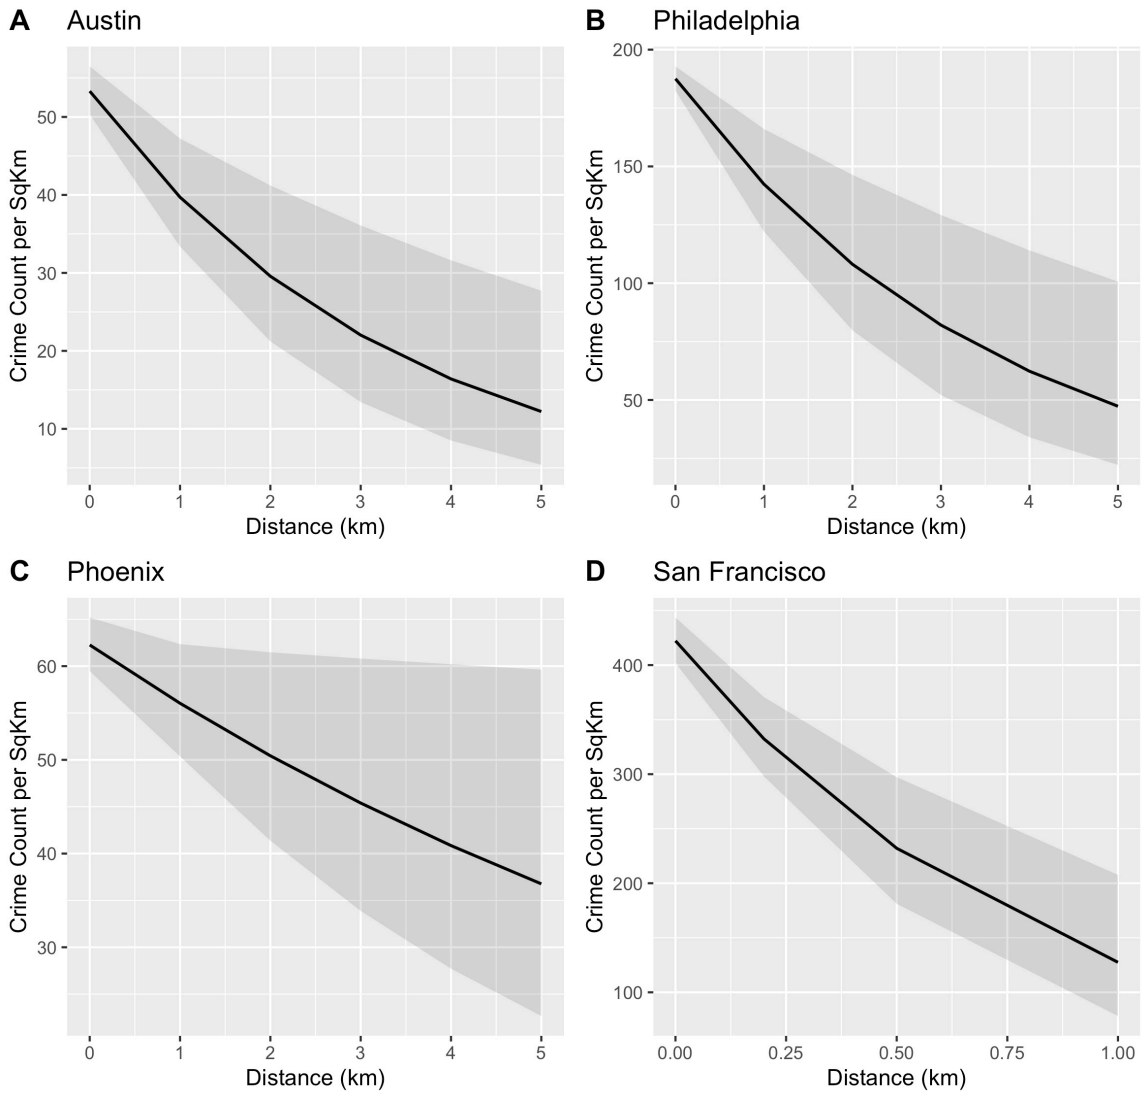 A Austin
Crime Count per SqKm
50
40
30
20
10
0 1 2 3 4 5
Distance (km)
B Philadelphia
Crime Count per SqKm
200
150
100
50
0 1 2 3 4 5
Distance (km)
C Phoenix
Crime Count per SqKm
60
50
40
30
0 1 2 3 4 5
Distance (km)
D San Francisco
Crime Count per SqKm
400
300
200
100
0.00 0.25 0.50 0.75 1.00
Distance (km)